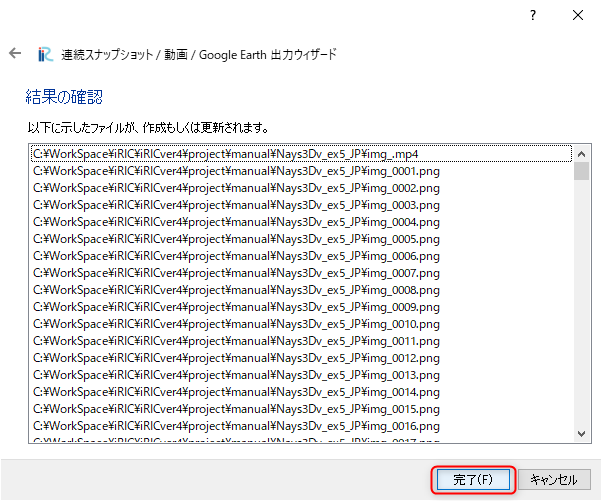 ?
連続スナップショット / 動画 / Google Earth 出力ウィザード
結果の確認
以下に示したファイルが、作成もしくは更新されます。
C:¥WorkSpace¥iRIC¥iRICver4¥project¥manual¥Nays3Dv_ex5_JP¥img_.mp4
C:¥WorkSpace¥iRIC¥iRICver4¥project¥manual¥Nays3Dv_ex5_JP¥img_0001.png
C:¥WorkSpace¥iRIC¥iRICver4¥project¥manual¥Nays3Dv_ex5_JP¥img_0002.png
C:¥WorkSpace¥iRIC¥iRICver4¥project¥manual¥Nays3Dv_ex5_JP¥img_0003.png
C:¥WorkSpace¥iRIC¥iRICver4¥project¥manual¥Nays3Dv_ex5_JP¥img_0004.png
C:¥WorkSpace¥iRIC¥iRICver4¥project¥manual¥Nays3Dv_ex5_JP¥img_0005.png
C:¥WorkSpace¥iRIC¥iRICver4¥project¥manual¥Nays3Dv_ex5_JP¥img_0006.png
C:¥WorkSpace¥iRIC¥iRICver4¥project¥manual¥Nays3Dv_ex5_JP¥img_0007.png
C:¥WorkSpace¥iRIC¥iRICver4¥project¥manual¥Nays3Dv_ex5_JP¥img_0008.png
C:¥WorkSpace¥iRIC¥iRICver4¥project¥manual¥Nays3Dv_ex5_JP¥img_0009.png
C:¥WorkSpace¥iRIC¥iRICver4¥project¥manual¥Nays3Dv_ex5_JP¥img_0010.png
C:¥WorkSpace¥iRIC¥iRICver4¥project¥manual¥Nays3Dv_ex5_JP¥img_0011.png
C:¥WorkSpace¥iRIC¥iRICver4¥project¥manual¥Nays3Dv_ex5_JP¥img_0012.png
C:¥WorkSpace¥iRIC¥iRICver4¥project¥manual¥Nays3Dv_ex5_JP¥img_0013.png
C:¥WorkSpace¥iRIC¥iRICver4¥project¥manual¥Nays3Dv_ex5_JP¥img_0014.png
C:¥WorkSpace¥iRIC¥iRICver4¥project¥manual¥Nays3Dv_ex5_JP¥img_0015.png
C:¥WorkSpace¥iRIC¥iRICver4¥project¥manual¥Nays3Dv_ex5_JP¥img_0016.png
C:¥WorkSpace¥iRIC¥iRICver4¥project¥manual¥Nays3Dv_ex5_JP¥img_0017.png
完了(F)
キャンセル